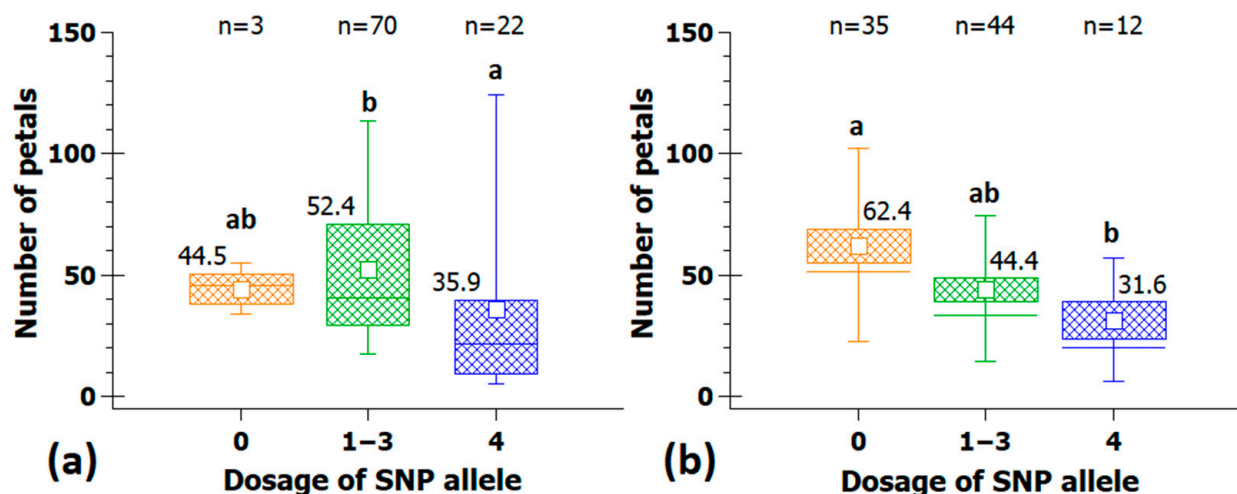 n=3 n=70 n=22
150
100
50
0
Number of petals
ab
b
a
44.5
52.4
35.9
0 1–3 4
Dosage of SNP allele
(a)
n=35 n=44 n=12
150
100
50
0
Number of petals
a
ab
b
62.4
44.4
31.6
0 1–3 4
Dosage of SNP allele
(b)